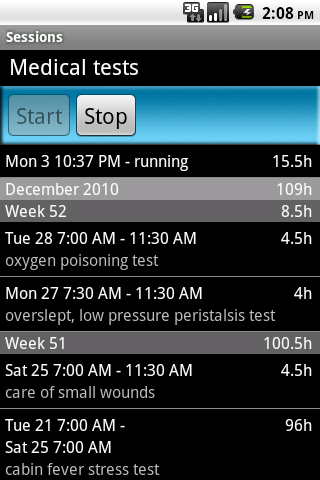 3G 2:08 PM
Sessions
Medical tests
Start Stop
Mon 3 10:37 PM - running 15.5h
December 2010 109h
Week 52 8.5h
Tue 28 7:00 AM - 11:30 AM 4.5h
oxygen poisoning test
Mon 27 7:30 AM - 11:30 AM 4h
overslept, low pressure peristalsis test
Week 51 100.5h
Sat 25 7:00 AM - 11:30 AM 4.5h
care of small wounds
Tue 21 7:00 AM - 96h
Sat 25 7:00 AM
cabin fever stress test